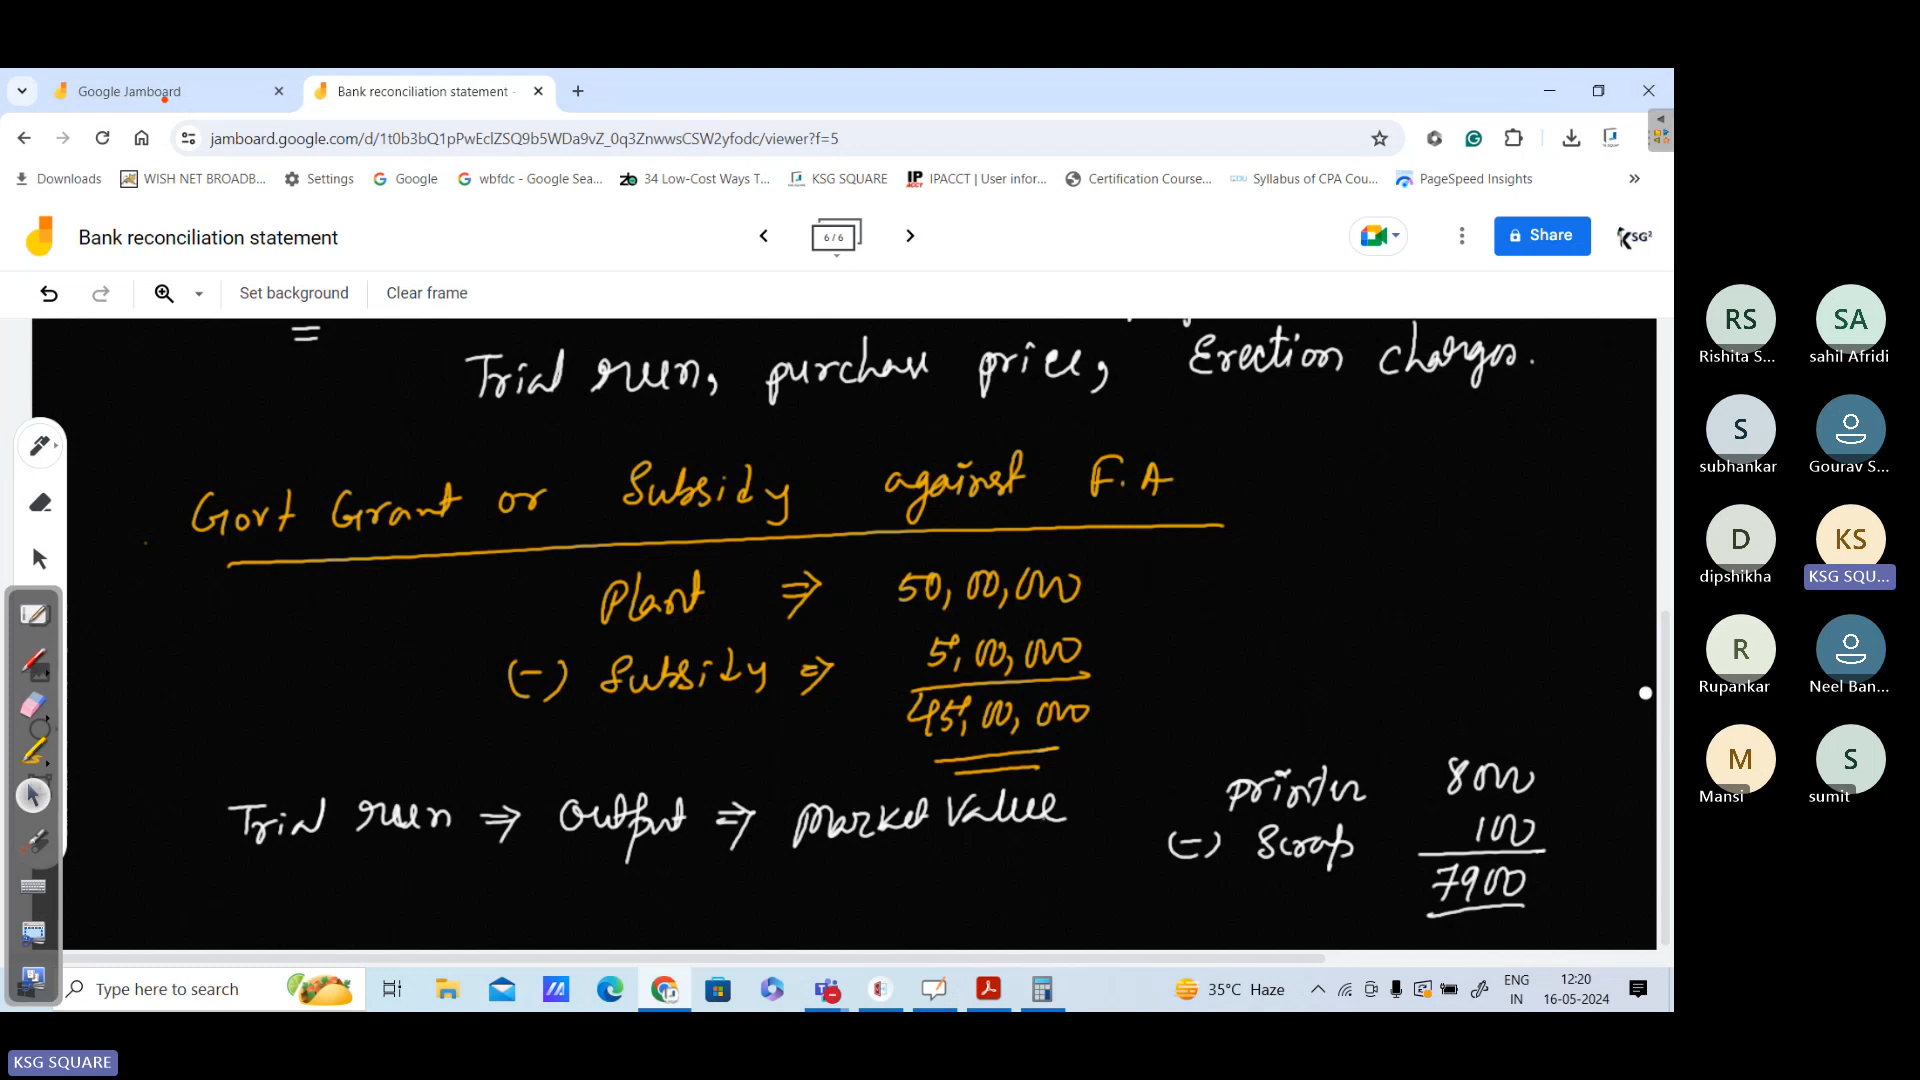 Google Jamboard
Bank reconciliation statement -
jamboard.google.com/d/1t0b3bQ1pPwEclZSQ9b5WDa9vZ_0q3ZnwwsCSW2yfodc/viewer?f=5
Downloads WISH NET BROADB... Settings Google wbfdc - Google Sea... 34 Low-Cost Ways T... KSG SQUARE IPACCT | User infor... Certification Course... Syllabus of CPA Cou... PageSpeed Insights
Bank reconciliation statement
6 / 6
Share
KSG²
Set background Clear frame
=
Trial run, purchase price, Erection charges.
Govt Grant or Subsidy against F.A
Plant ⇒ 50,00,000
(-) Subsidy ⇒ 5,00,000
45,00,000
Trial run ⇒ Output ⇒ Market Value
Printer 8000
(-) Scrap 100
7900
Type here to search
35°C Haze
ENG
IN
12:20
16-05-2024
RS
Rishita S...
SA
sahil Afridi
S
subhankar
Gourav S...
D
dipshikha
KS
KSG SQU...
R
Rupankar
Neel Ban...
M
Mansi
S
sumit
KSG SQUARE